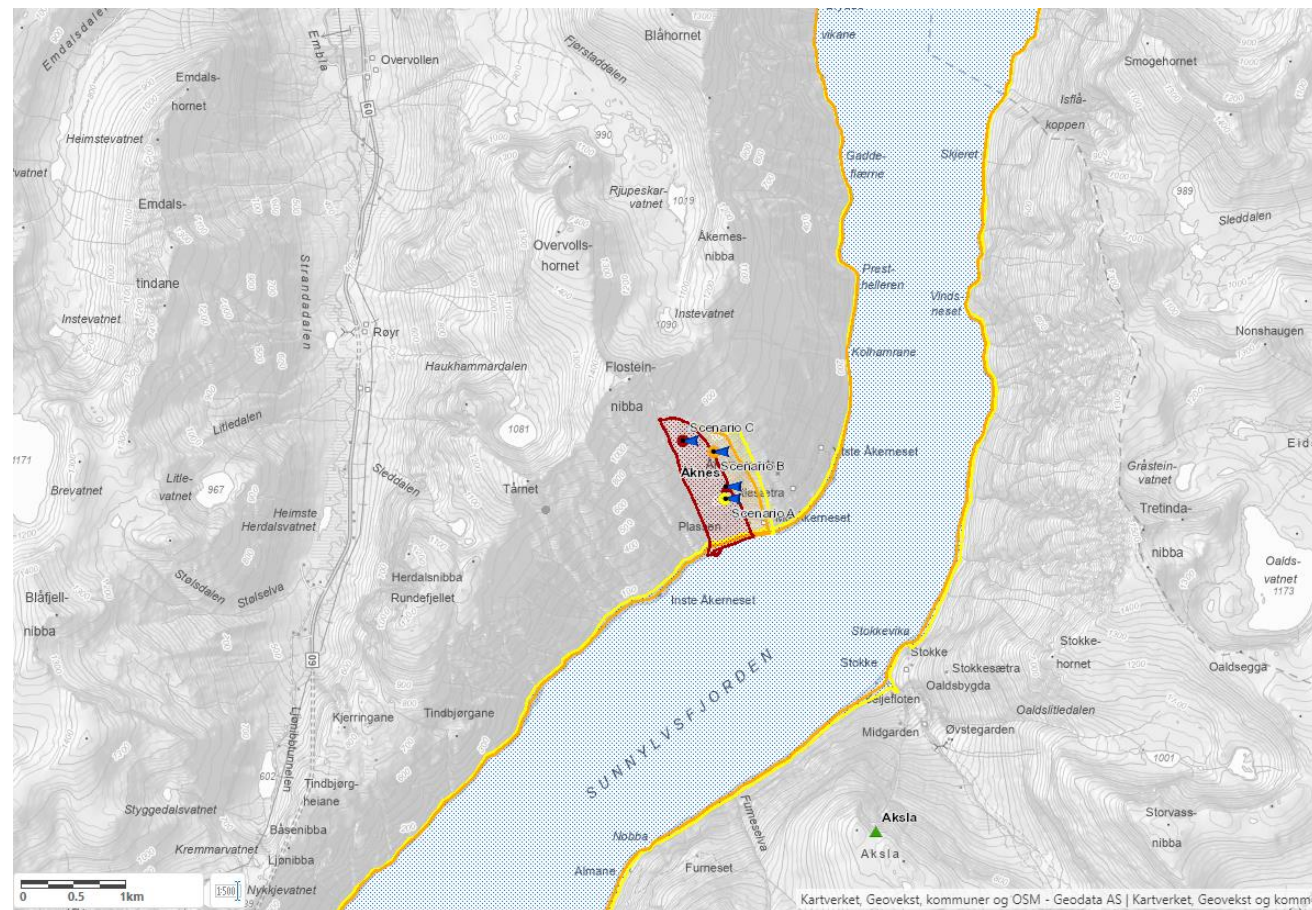 Blåhornet
vikane
Smogehornet
Emdalsdalen
Embla
Overvollen
Fjørstaddalen
Emdals-
hornet
60
Isflå-
koppen
990
Heimstevatnet
Gadde-
flærne
Skjeret
Rjupeskar-
vatnet
1019
989
Sleddalen
Emdals-
tindane
Overvolls-
hornet
Åkernes-
nibba
Strandadalen
Prest-
helleren
Vinds-
neset
Instevatnet
Røyr
Instevatnet
1090
Nonshaugen
Haukhammardalen
Kolhamrane
Flostein-
nibba
Litledalen
1081
Scenario C
Scenario B
Åknes
Scenario A
Plassen
1171
Brevatnet
Litle-
vatnet
967
Heimste
Herdalsvatnet
Sleddalen
Tårnet
Gråstein-
vatnet
Tretinda-
nibba
Oalds-
vatnet
1173
Stølsdalen
Stølselva
Herdalsnibba
Rundefjellet
Inste Åkerneset
Blåfjell-
nibba
Stokkevika
Stokke
Stokke
Stokke-
hornet
Stokkesætra
Oaldsbygda
Oaldsegga
60
SUNNYLVSFJORDEN
Oaldslitledalen
Kjerringane
Tindbjørgane
Midgarden
Øvstegarden
Ljønibbtunnelen
602
Tindbjørg-
heiane
1001
Styggedalsvatnet
Furneselva
Storvass-
nibba
Båsenibba
Kremmarvatnet
Ljønibba
Nobba
Aksla
Aksla
Almane
Furneset
Nykkjevatnet
0 0.5 1km
Kartverket, Geovekst, kommuner og OSM - Geodata AS | Kartverket, Geovekst og komm